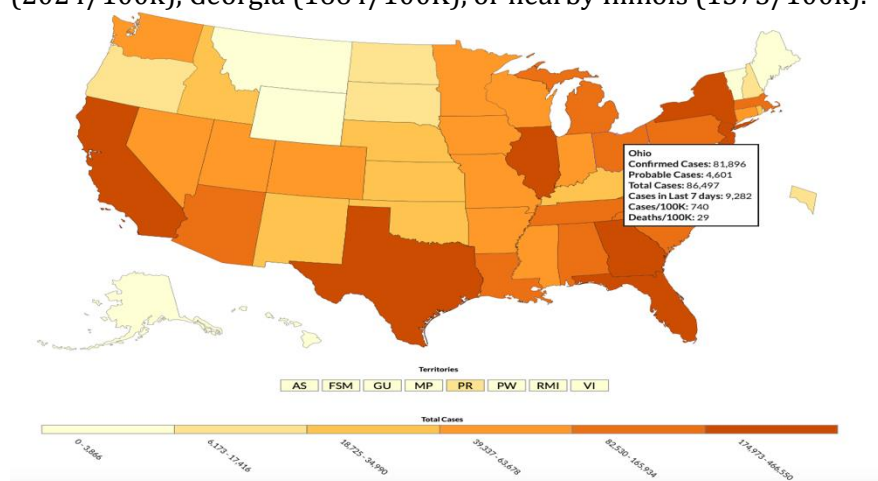 (2024/100k), Georgia (1684/100K), or nearby Illinois (1373/100k).
Ohio
Confirmed Cases: 81,896
Probable Cases: 4,601
Total Cases: 86,497
Cases in Last 7 days: 9,282
Cases/100K: 740
Deaths/100K: 29
Territories
AS FSM GU MP PR PW RMI VI
Total Cases
0 - 3,866 6,173 - 17,416 18,725 - 34,990 39,337 - 63,678 82,530 - 165,934 174,973 - 466,550